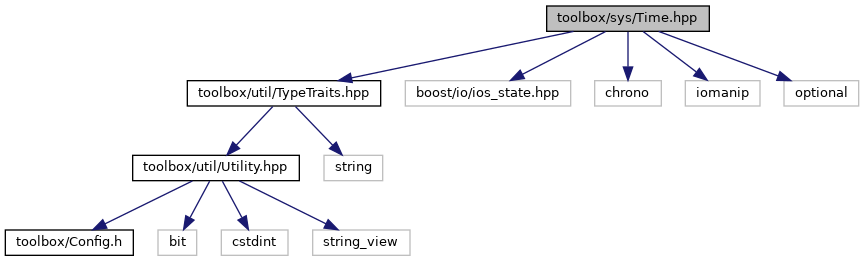 toolbox/sys/Time.hpp
toolbox/util/TypeTraits.hpp
boost/io/ios_state.hpp
chrono
iomanip
optional
toolbox/util/Utility.hpp
string
toolbox/Config.h
bit
cstdint
string_view